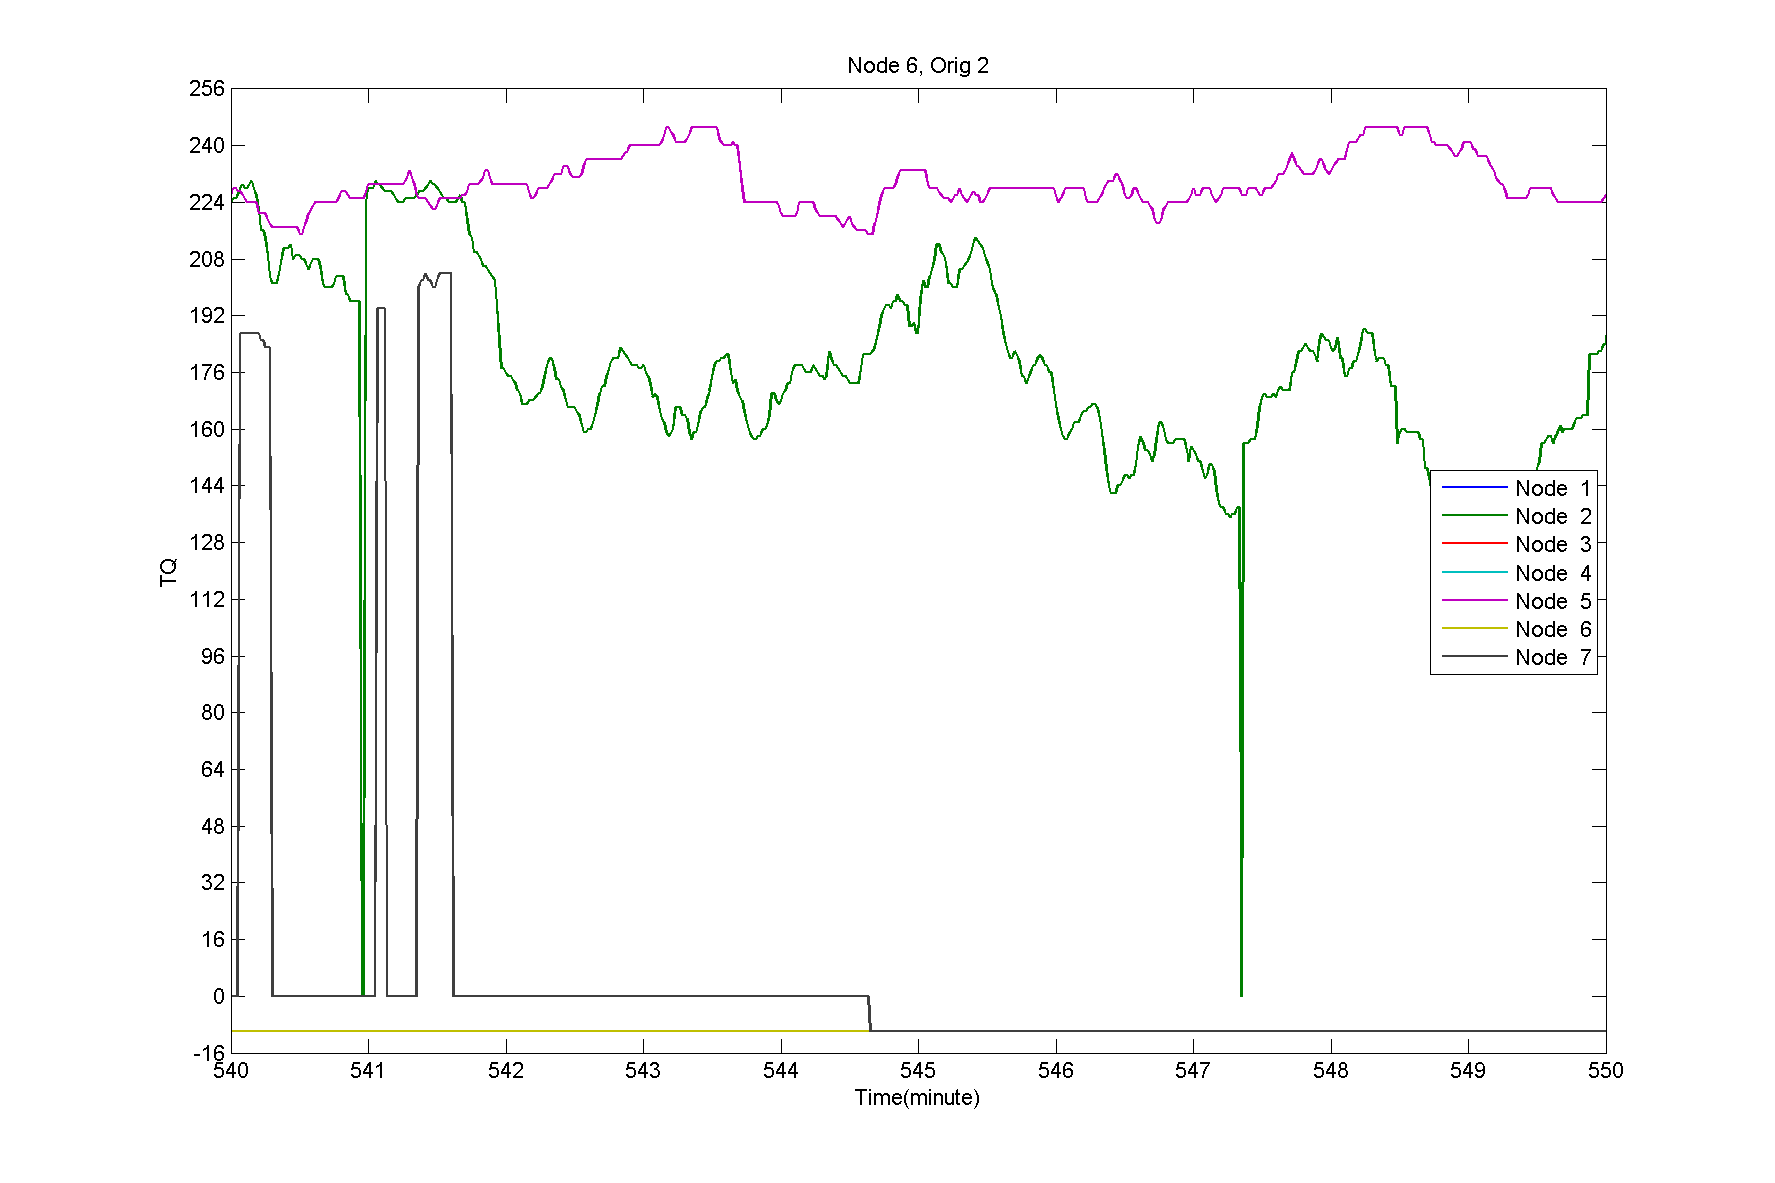 Node 6, Orig 2
256
240
224
208
192
176
160
144
128
112
96
80
64
48
32
16
0
-16
TQ
Node 1
Node 2
Node 3
Node 4
Node 5
Node 6
Node 7
540 541 542 543 544 545 546 547 548 549 550
Time(minute)